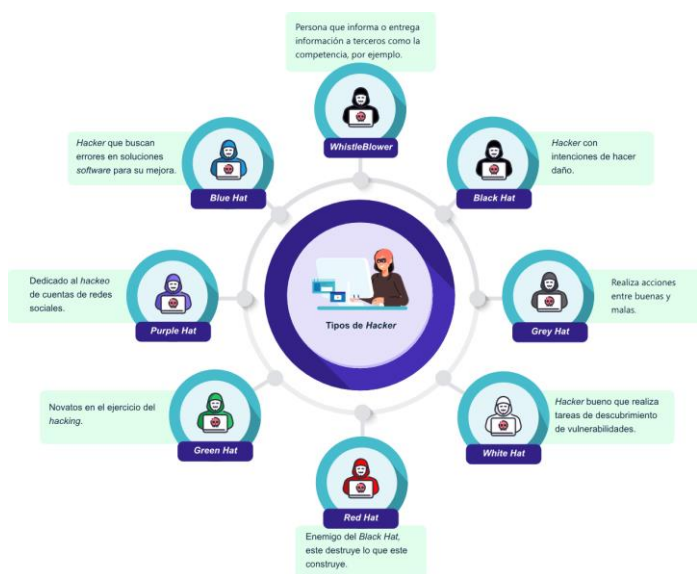 Persona que informa o entrega
información a terceros como la
competencia, por ejemplo.
WhistleBlower
Hacker que buscan
errores en soluciones
software para su mejora.
Blue Hat
Hacker con
intenciones de hacer
daño.
Black Hat
Dedicado al hackeo
de cuentas de redes
sociales.
Purple Hat
Tipos de Hacker
Realiza acciones
entre buenas y
malas.
Grey Hat
Novatos en el ejercicio del
hacking.
Green Hat
Hacker bueno que realiza
tareas de descubrimiento
de vulnerabilidades.
White Hat
Red Hat
Enemigo del Black Hat,
este destruye lo que este
construye.